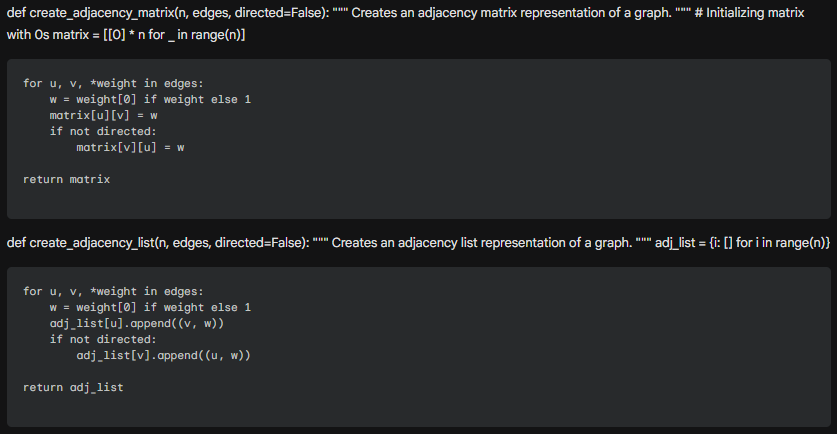 def create_adjacency_matrix(n, edges, directed=False): """ Creates an adjacency matrix representation of a graph. """ # Initializing matrix
with 0s matrix = [[0] * n for _ in range(n)]
for u, v, *weight in edges:
    w = weight[0] if weight else 1
    matrix[u][v] = w
    if not directed:
        matrix[v][u] = w
return matrix
def create_adjacency_list(n, edges, directed=False): """ Creates an adjacency list representation of a graph. """ adj_list = {i: [] for i in range(n)}
for u, v, *weight in edges:
    w = weight[0] if weight else 1
    adj_list[u].append((v, w))
    if not directed:
        adj_list[v].append((u, w))
return adj_list